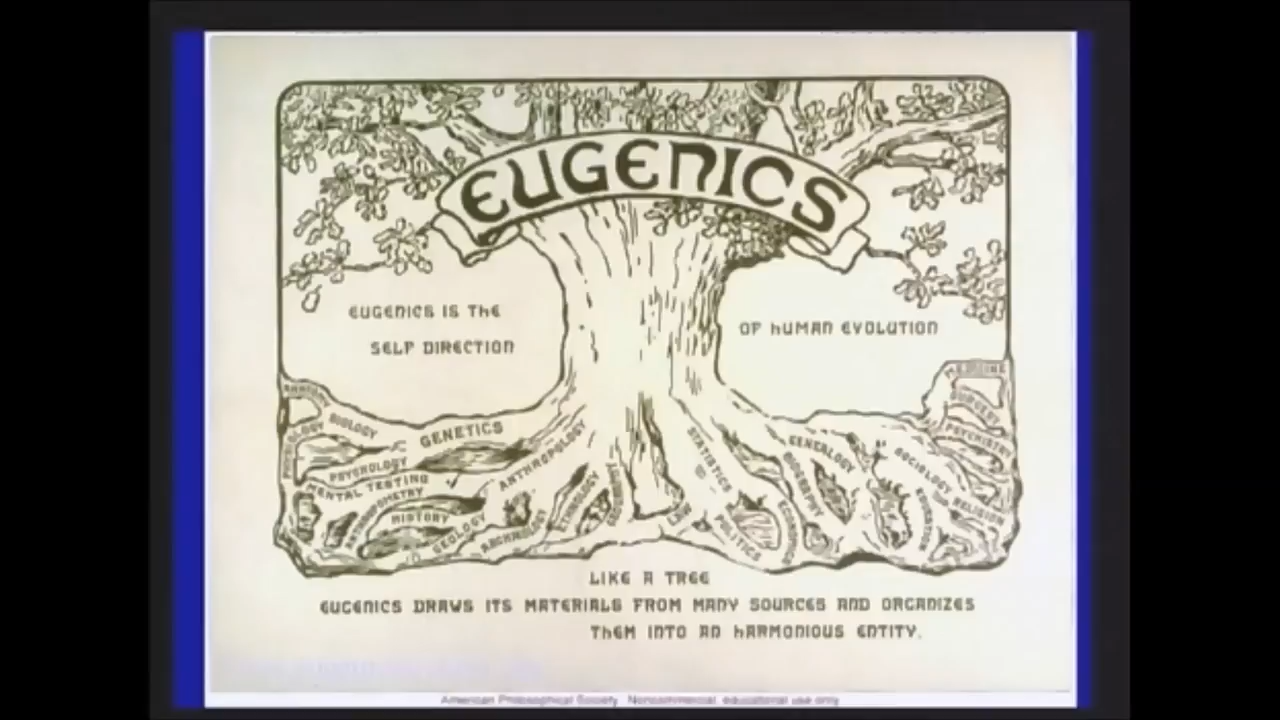 EUGENICS
EUGENICS IS THE
SELF DIRECTION
OF HUMAN EVOLUTION
ANATOMY
BIOLOGY
PHYSIOLOGY
GENETICS
PSYCHOLOGY
MENTAL TESTING
ANTHROPOMETRY
HISTORY
GEOLOGY
ANTHROPOLOGY
ARCHAEOLOGY
ETHNOLOGY
LAW
STATISTICS
POLITICS
ECONOMICS
GENEALOGY
BIOGRAPHY
SOCIOLOGY
EDUCATION
RELIGION
PSYCHIATRY
SURGERY
MEDICINE
LIKE A TREE
EUGENICS DRAWS ITS MATERIALS FROM MANY SOURCES AND ORGANIZES
THEM INTO AN HARMONIOUS ENTITY.
American Philosophical Society. Noncommercial, educational use only